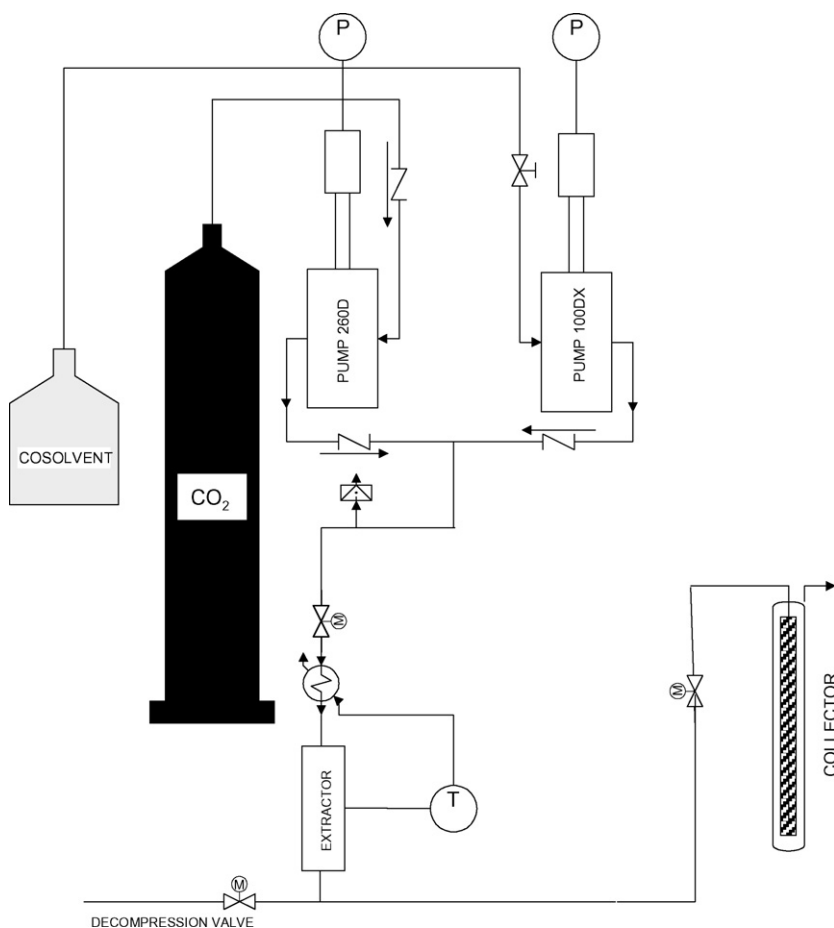 P
P
PUMP 260D
PUMP 100DX
COSOLVENT
CO₂
M
M
COLLECTOR
EXTRACTOR
T
M
DECOMPRESSION VALVE